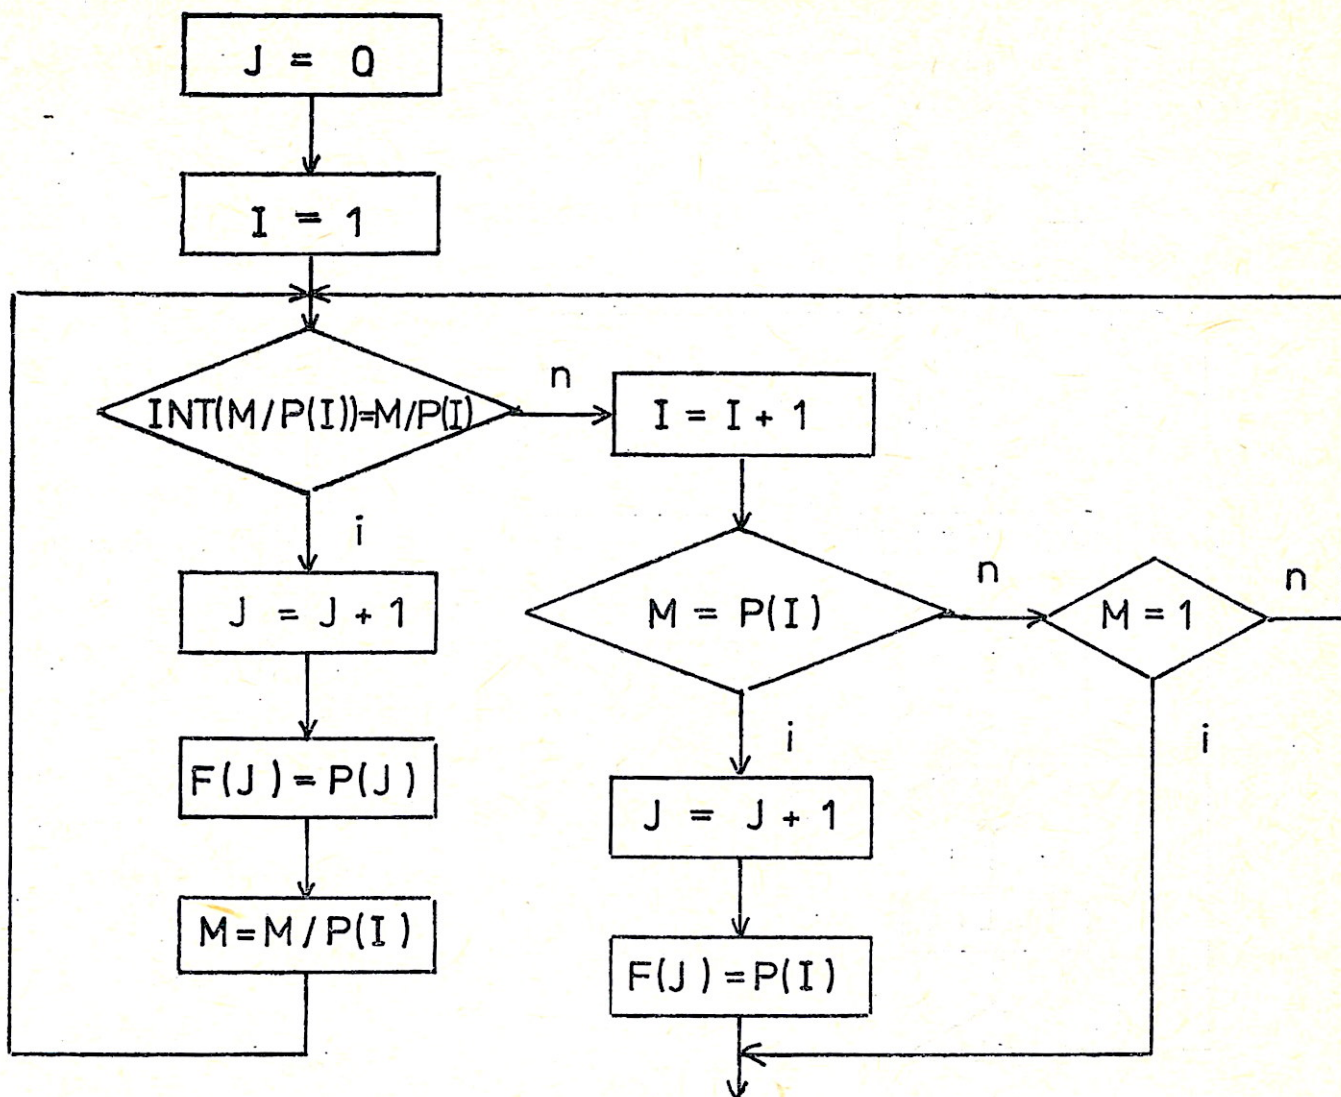 J = 0
I = 1
INT(M/P(I))=M/P(I)
n
I = I + 1
i
J = J + 1
M = P(I)
n
M = 1
n
i
i
F(J) = P(J)
J = J + 1
M = M / P(I)
F(J) = P(I)